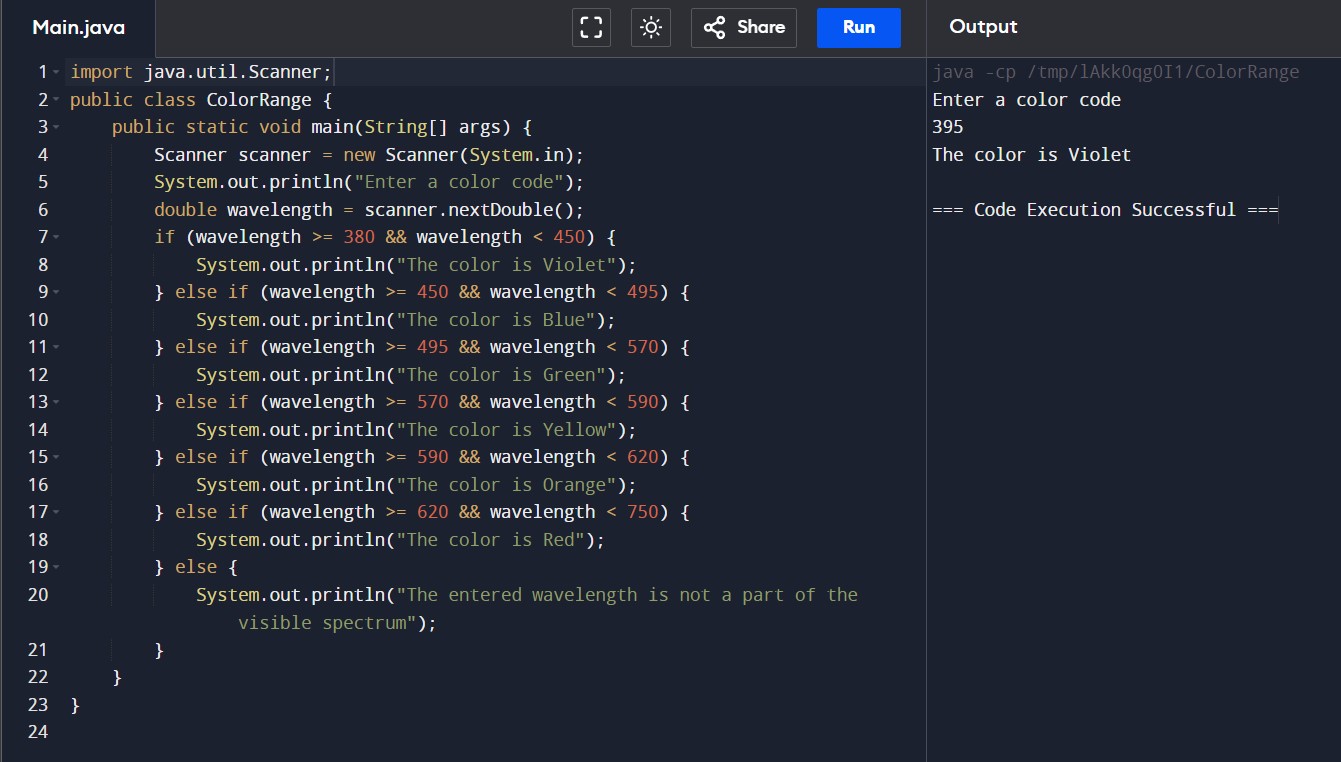 Main.java
Share
Run
Output
1 import java.util.Scanner;
2 public class ColorRange {
3     public static void main(String[] args) {
4         Scanner scanner = new Scanner(System.in);
5         System.out.println("Enter a color code");
6         double wavelength = scanner.nextDouble();
7         if (wavelength >= 380 && wavelength < 450) {
8             System.out.println("The color is Violet");
9         } else if (wavelength >= 450 && wavelength < 495) {
10             System.out.println("The color is Blue");
11         } else if (wavelength >= 495 && wavelength < 570) {
12             System.out.println("The color is Green");
13         } else if (wavelength >= 570 && wavelength < 590) {
14             System.out.println("The color is Yellow");
15         } else if (wavelength >= 590 && wavelength < 620) {
16             System.out.println("The color is Orange");
17         } else if (wavelength >= 620 && wavelength < 750) {
18             System.out.println("The color is Red");
19         } else {
20             System.out.println("The entered wavelength is not a part of the
                visible spectrum");
21         }
22     }
23 }
24
java -cp /tmp/lAkk0qg0I1/ColorRange
Enter a color code
395
The color is Violet
=== Code Execution Successful ===